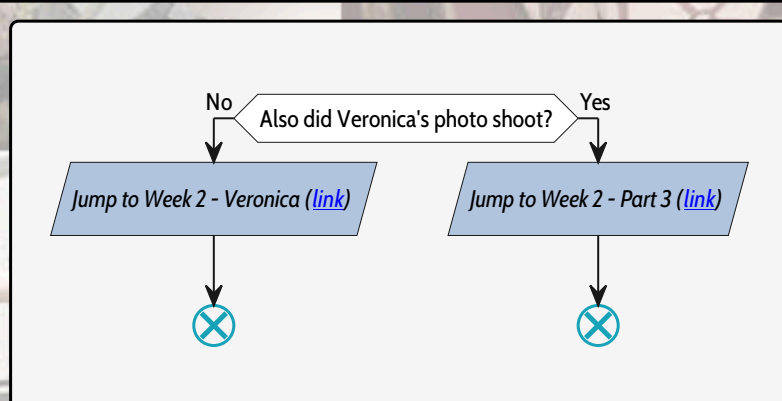 No
Also did Veronica's photo shoot?
Yes
Jump to Week 2 - Veronica (link)
Jump to Week 2 - Part 3 (link)